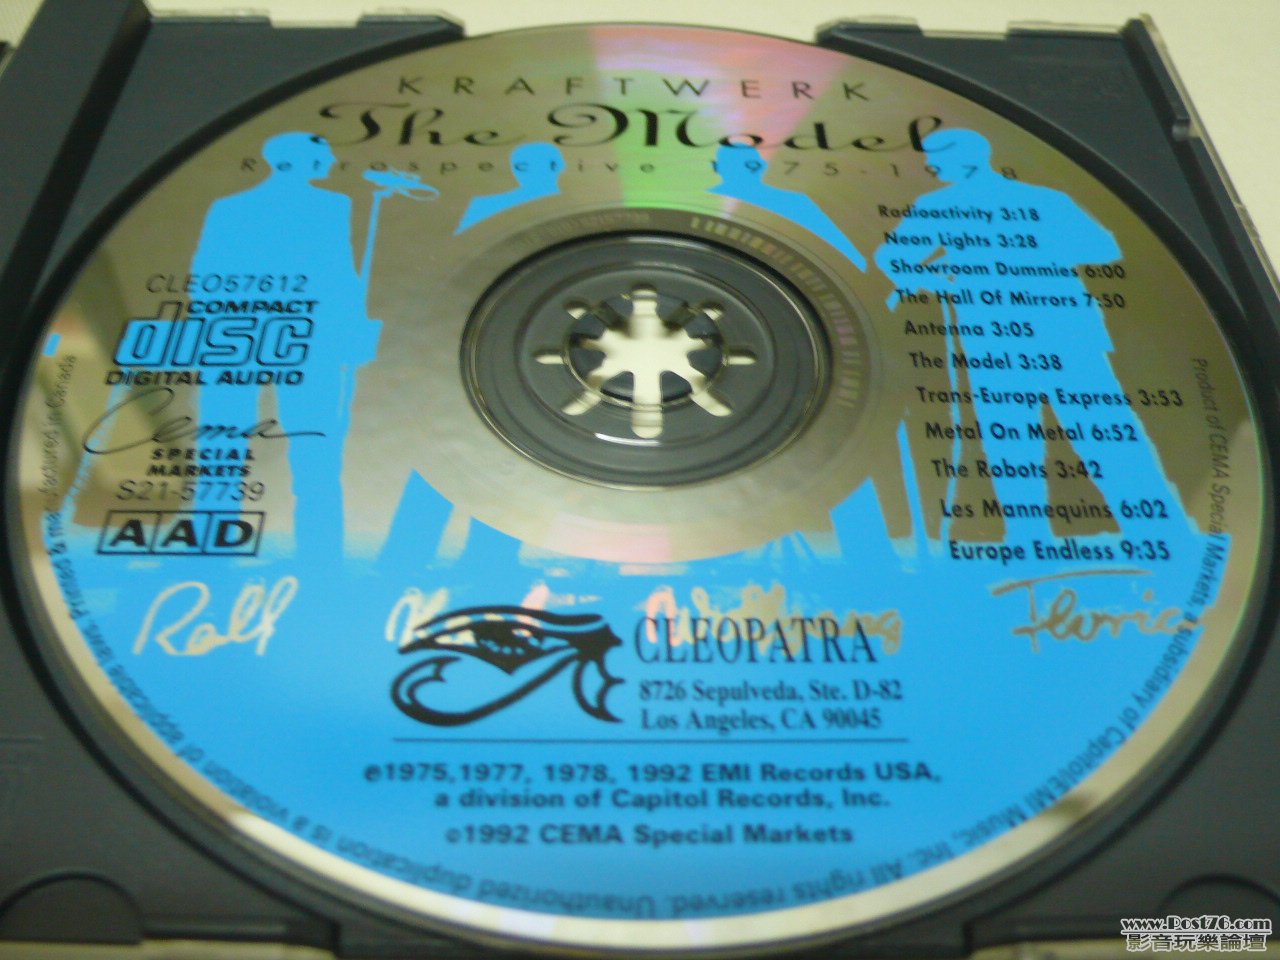 KRAFTWERK
The Model
Retrospective 1975-1978
Radioactivity 3:18
Neon Lights 3:28
Showroom Dummies 6:00
The Hall Of Mirrors 7:50
Antenna 3:05
The Model 3:38
Trans-Europe Express 3:53
Metal On Metal 6:52
The Robots 3:42
Les Mannequins 6:02
Europe Endless 9:35
CLEO57612
COMPACT
disc
DIGITAL AUDIO
Cema
SPECIAL
MARKETS
S21-57739
AAD
Ralf
Wolfgang
Florian
CLEOPATRA
8726 Sepulveda, Ste. D-82
Los Angeles, CA 90045
℗1975,1977, 1978, 1992 EMI Records USA,
a division of Capitol Records, Inc.
©1992 CEMA Special Markets
Product of CEMA Special Markets, a subsidiary of Capitol/EMI Music, Inc. All rights reserved. Unauthorized duplication is a violation of applicable laws. Printed & manufactured in Canada
www.Post76.com
影音玩樂論壇